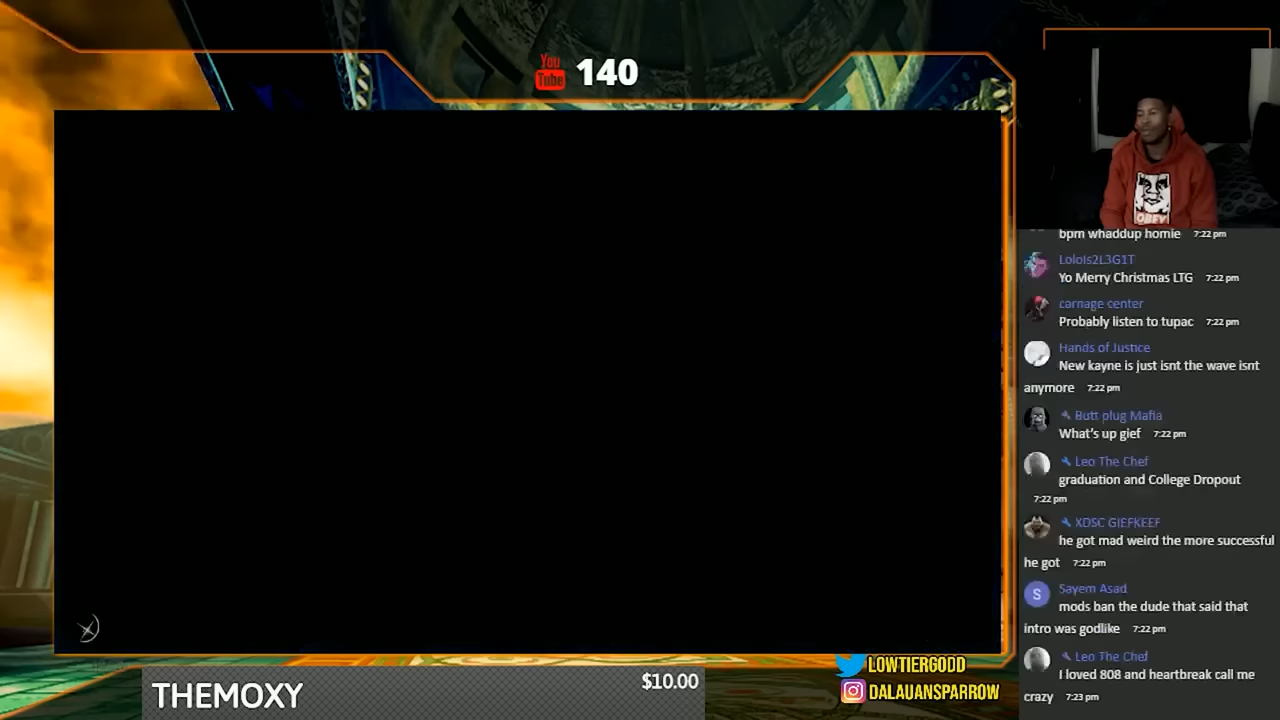 You
Tube 140
OBEY
bpm whaddup homie 7:22 pm
LoloIs2L3G1T
Yo Merry Christmas LTG 7:22 pm
carnage center
Probably listen to tupac 7:22 pm
Hands of Justice
New kayne is just isnt the wave isnt
anymore 7:22 pm
Butt plug Mafia
What's up gief 7:22 pm
Leo The Chef
graduation and College Dropout
7:22 pm
XDSC GIEFKEEF
he got mad weird the more successful
he got 7:22 pm
S
Sayem Asad
mods ban the dude that said that
intro was godlike 7:22 pm
Leo The Chef
I loved 808 and heartbreak call me
crazy 7:23 pm
LOWTIERGODD
DALAUANSPARROW
THEMOXY $10.00